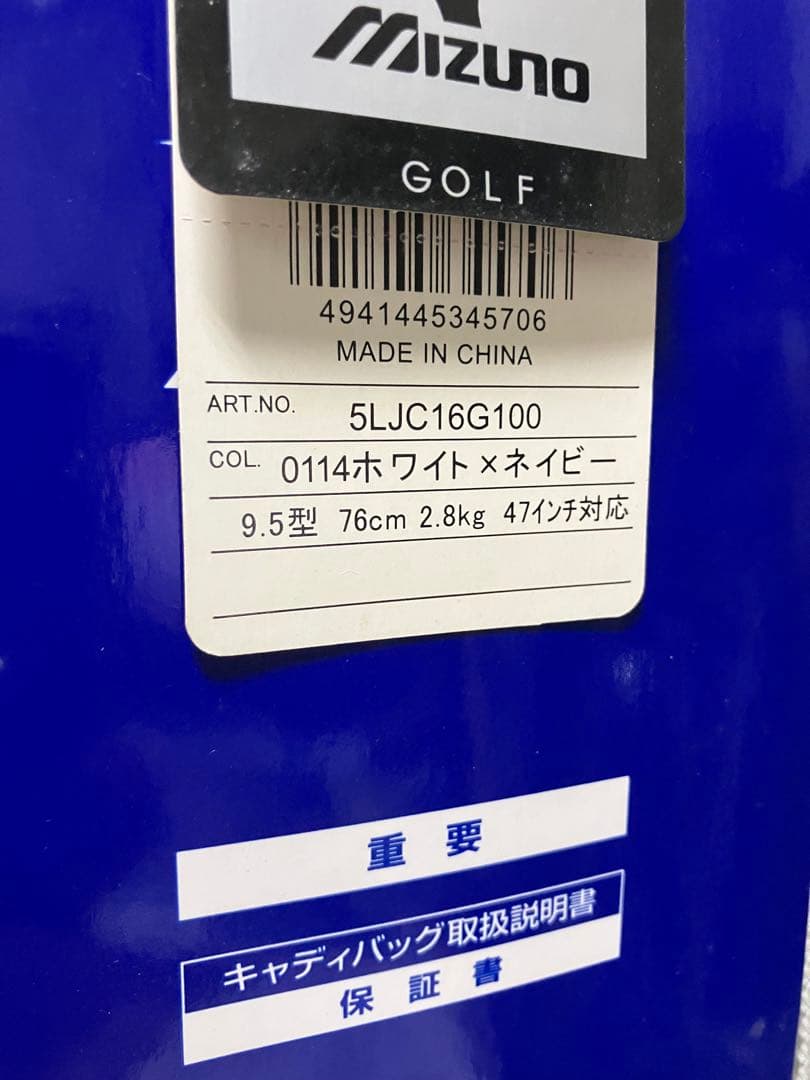 MIZUNO
GOLF
4941445345706
MADE IN CHINA
ART.NO. 5LJC16G100
COL. 0114ホワイト×ネイビー
9.5型 76cm 2.8kg 47インチ対応
重要
キャディバッグ取扱説明書
保証書